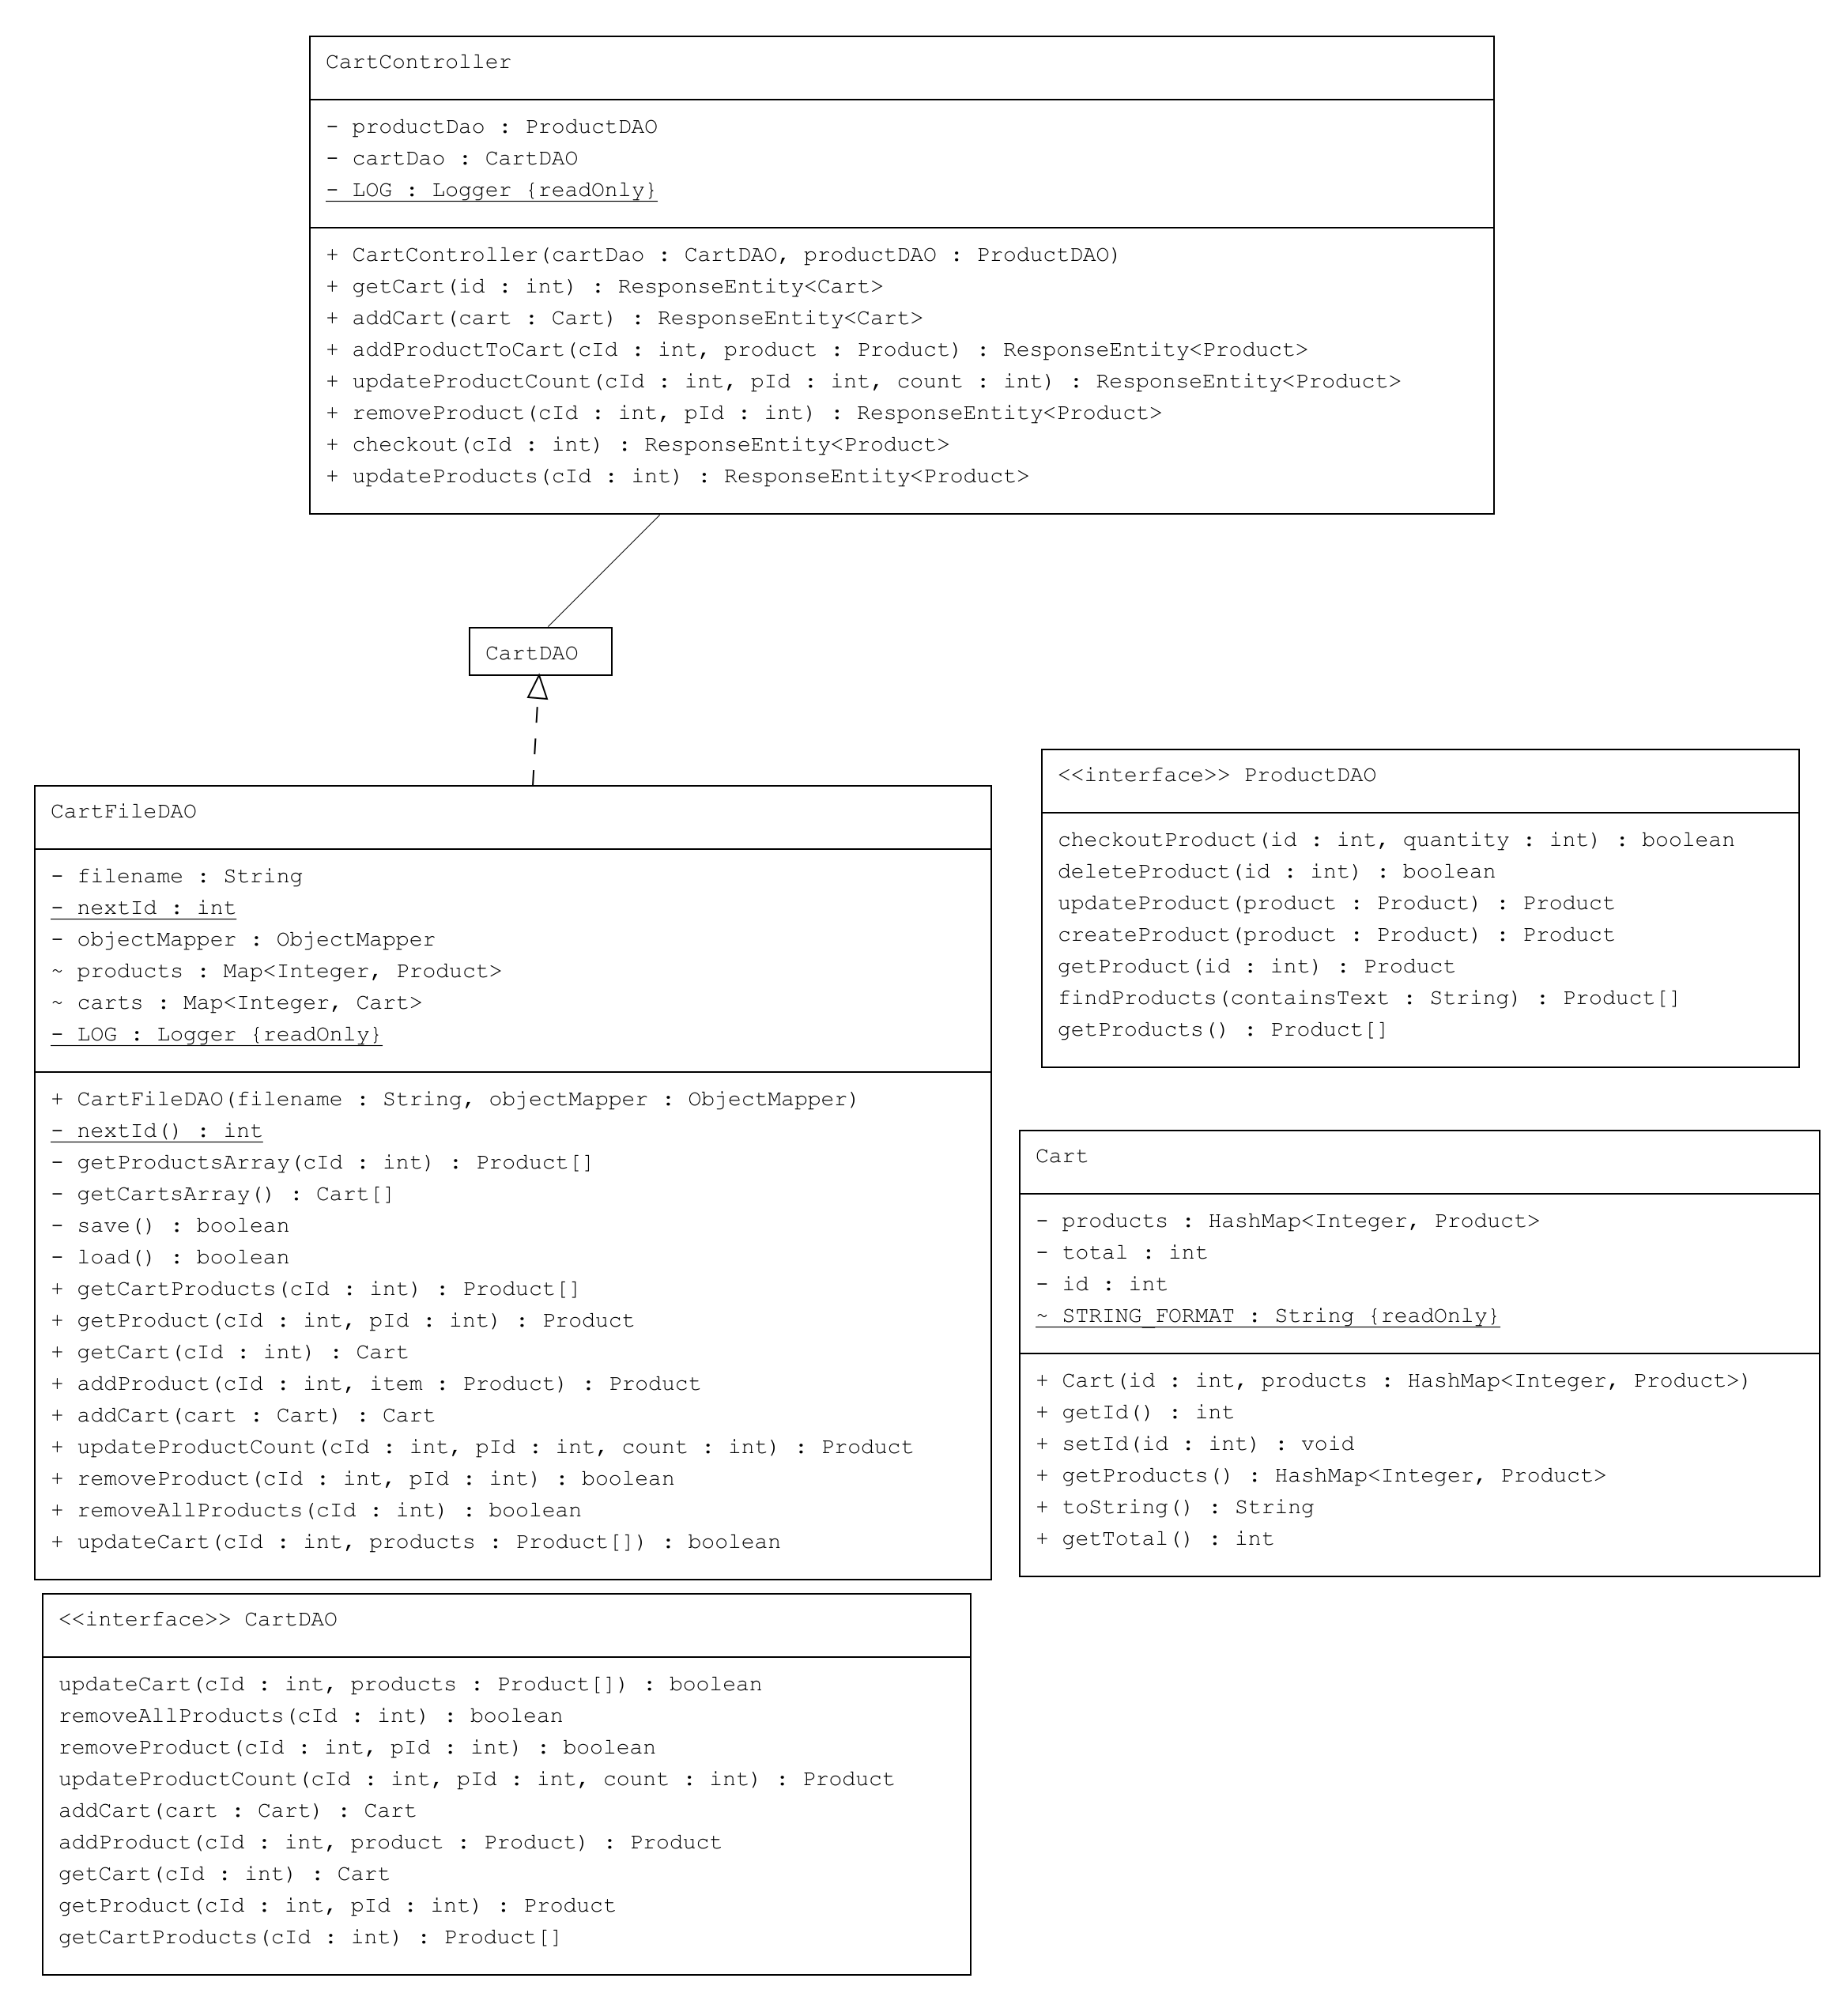 CartController
- productDao : ProductDAO
- cartDao : CartDAO
- LOG : Logger {readOnly}
+ CartController(cartDao : CartDAO, productDAO : ProductDAO)
+ getCart(id : int) : ResponseEntity<Cart>
+ addCart(cart : Cart) : ResponseEntity<Cart>
+ addProductToCart(cId : int, product : Product) : ResponseEntity<Product>
+ updateProductCount(cId : int, pId : int, count : int) : ResponseEntity<Product>
+ removeProduct(cId : int, pId : int) : ResponseEntity<Product>
+ checkout(cId : int) : ResponseEntity<Product>
+ updateProducts(cId : int) : ResponseEntity<Product>
CartDAO
CartFileDAO
- filename : String
- nextId : int
- objectMapper : ObjectMapper
~ products : Map<Integer, Product>
~ carts : Map<Integer, Cart>
- LOG : Logger {readOnly}
+ CartFileDAO(filename : String, objectMapper : ObjectMapper)
- nextId() : int
- getProductsArray(cId : int) : Product[]
- getCartsArray() : Cart[]
- save() : boolean
- load() : boolean
+ getCartProducts(cId : int) : Product[]
+ getProduct(cId : int, pId : int) : Product
+ getCart(cId : int) : Cart
+ addProduct(cId : int, item : Product) : Product
+ addCart(cart : Cart) : Cart
+ updateProductCount(cId : int, pId : int, count : int) : Product
+ removeProduct(cId : int, pId : int) : boolean
+ removeAllProducts(cId : int) : boolean
+ updateCart(cId : int, products : Product[]) : boolean
<<interface>> ProductDAO
checkoutProduct(id : int, quantity : int) : boolean
deleteProduct(id : int) : boolean
updateProduct(product : Product) : Product
createProduct(product : Product) : Product
getProduct(id : int) : Product
findProducts(containsText : String) : Product[]
getProducts() : Product[]
Cart
- products : HashMap<Integer, Product>
- total : int
- id : int
~ STRING_FORMAT : String {readOnly}
+ Cart(id : int, products : HashMap<Integer, Product>)
+ getId() : int
+ setId(id : int) : void
+ getProducts() : HashMap<Integer, Product>
+ toString() : String
+ getTotal() : int
<<interface>> CartDAO
updateCart(cId : int, products : Product[]) : boolean
removeAllProducts(cId : int) : boolean
removeProduct(cId : int, pId : int) : boolean
updateProductCount(cId : int, pId : int, count : int) : Product
addCart(cart : Cart) : Cart
addProduct(cId : int, product : Product) : Product
getCart(cId : int) : Cart
getProduct(cId : int, pId : int) : Product
getCartProducts(cId : int) : Product[]